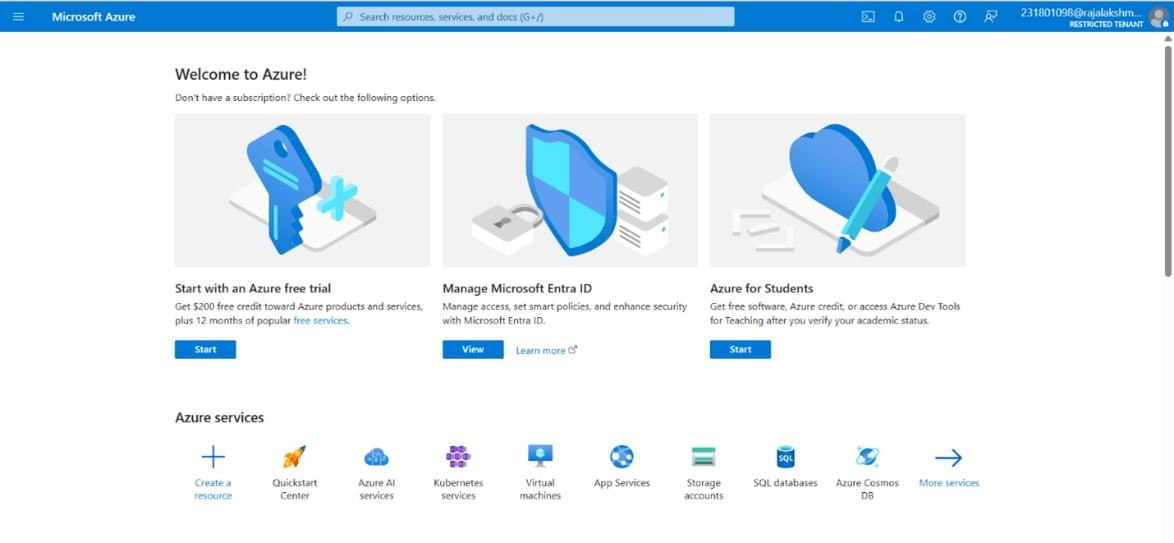 Microsoft Azure
Search resources, services, and docs (G+/)
231801098@rajalakshm...
RESTRICTED TENANT
Welcome to Azure!
Don't have a subscription? Check out the following options.
Start with an Azure free trial
Get $200 free credit toward Azure products and services,
plus 12 months of popular free services.
Start
Manage Microsoft Entra ID
Manage access, set smart policies, and enhance security
with Microsoft Entra ID.
View
Learn more
Azure for Students
Get free software, Azure credit, or access Azure Dev Tools
for Teaching after you verify your academic status.
Start
Azure services
Create a
resource
Quickstart
Center
Azure AI
services
Kubernetes
services
Virtual
machines
App Services
Storage
accounts
SQL
SQL databases
Azure Cosmos
DB
More services